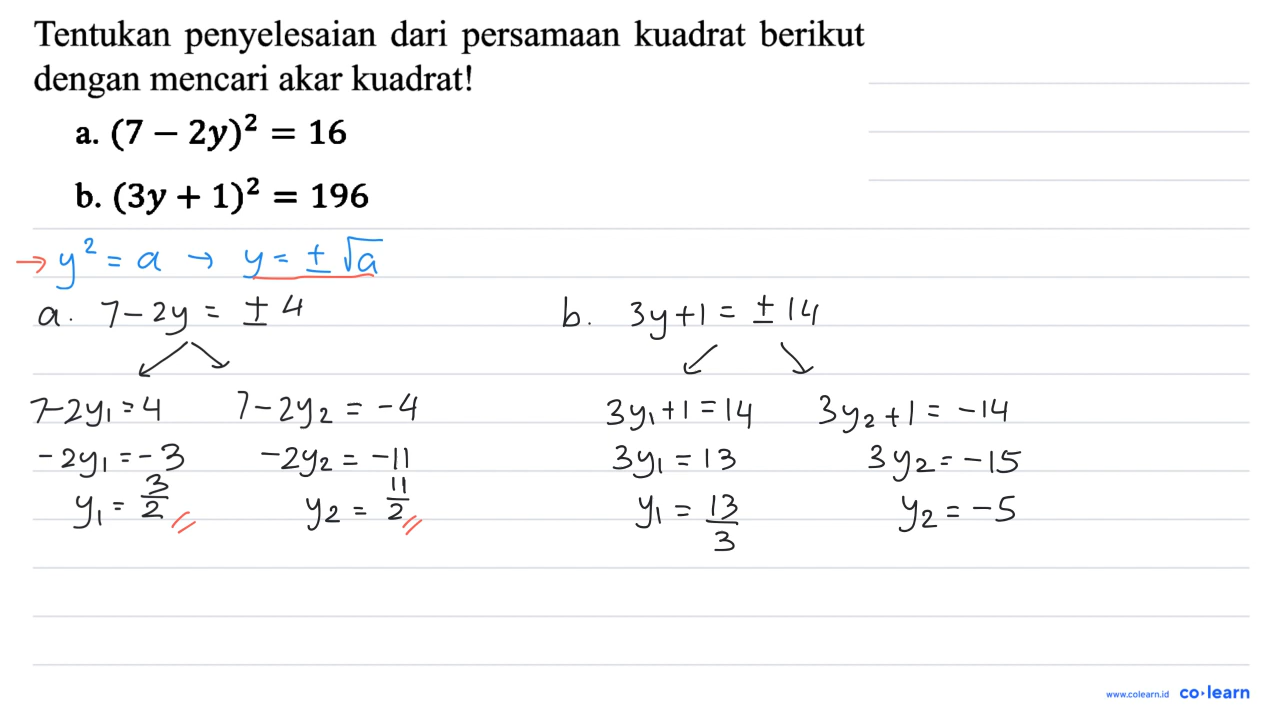 Tentukan penyelesaian dari persamaan kuadrat berikut
dengan mencari akar kuadrat!
a. (7 − 2y)² = 16
b. (3y + 1)² = 196
→ y² = a → y = ± √a
a. 7 − 2y = ± 4
7 − 2y₁ = 4 7 − 2y₂ = −4
−2y₁ = −3 −2y₂ = −11
y₁ = 3/2 y₂ = 11/2
b. 3y + 1 = ± 14
3y₁ + 1 = 14 3y₂ + 1 = −14
3y₁ = 13 3y₂ = −15
y₁ = 13/3 y₂ = −5
www.colearn.id co·learn